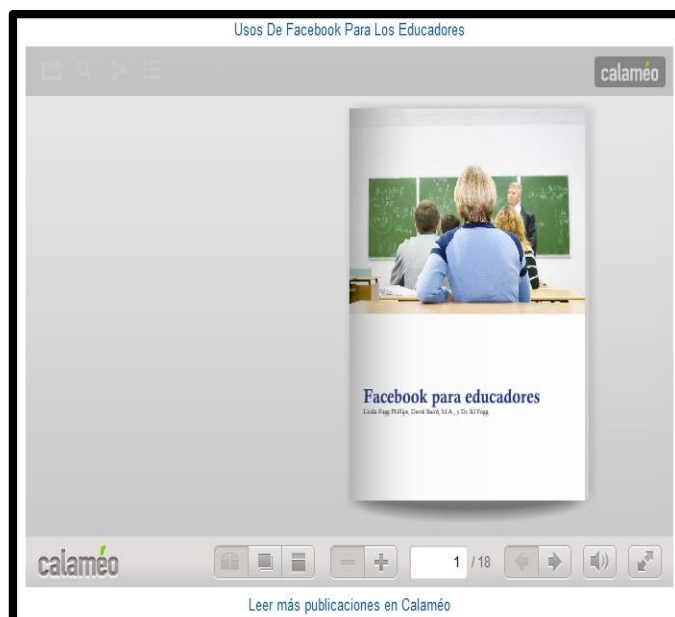 Usos De Facebook Para Los Educadores
calaméo
Facebook para educadores
Linda Fogg Phillips, Derek Baird, M.A., y Dr. BJ Fogg
calaméo
1 / 18
Leer más publicaciones en Calaméo